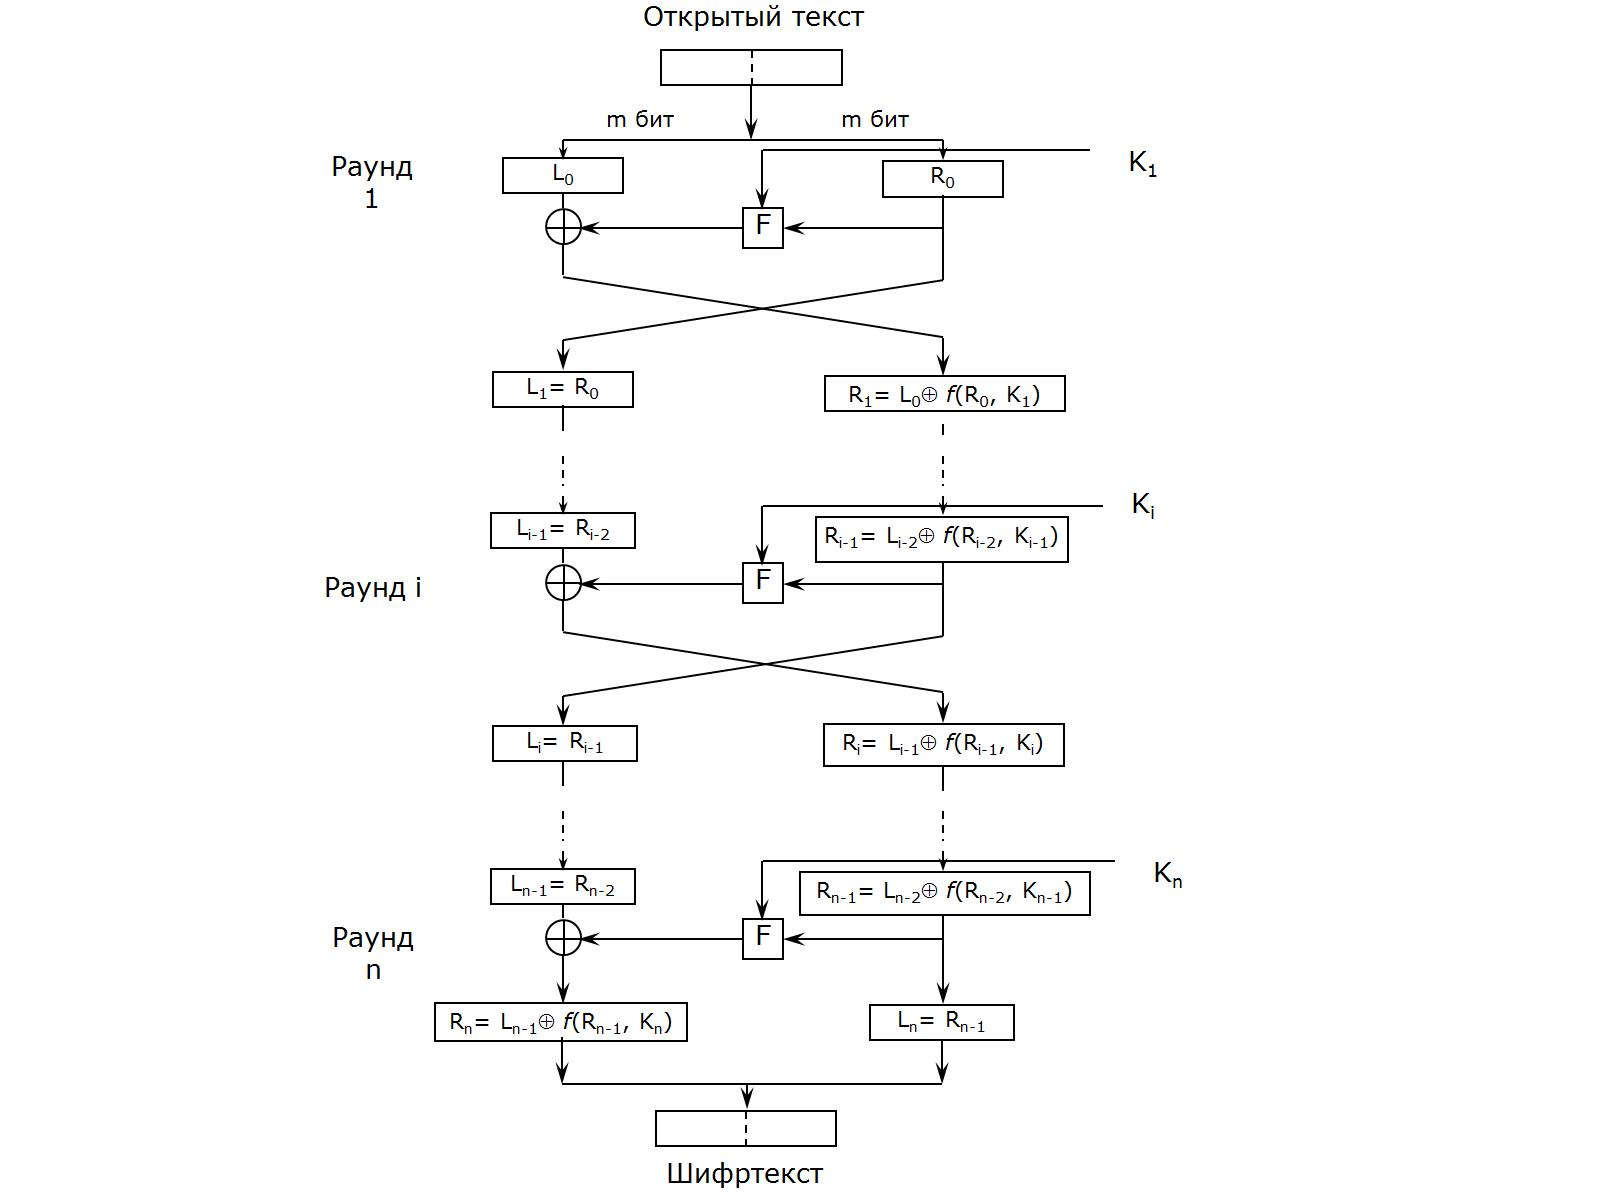 Открытый текст
m бит m бит
Раунд 1
L₀
R₀
K₁
F
L₁= R₀
R₁= L₀⊕ f(R₀, K₁)
Kᵢ
Lᵢ₋₁= Rᵢ₋₂
Rᵢ₋₁= Lᵢ₋₂⊕ f(Rᵢ₋₂, Kᵢ₋₁)
Раунд i
F
Lᵢ= Rᵢ₋₁
Rᵢ= Lᵢ₋₁⊕ f(Rᵢ₋₁, Kᵢ)
Kₙ
Lₙ₋₁= Rₙ₋₂
Rₙ₋₁= Lₙ₋₂⊕ f(Rₙ₋₂, Kₙ₋₁)
Раунд n
F
Rₙ= Lₙ₋₁⊕ f(Rₙ₋₁, Kₙ)
Lₙ= Rₙ₋₁
Шифртекст